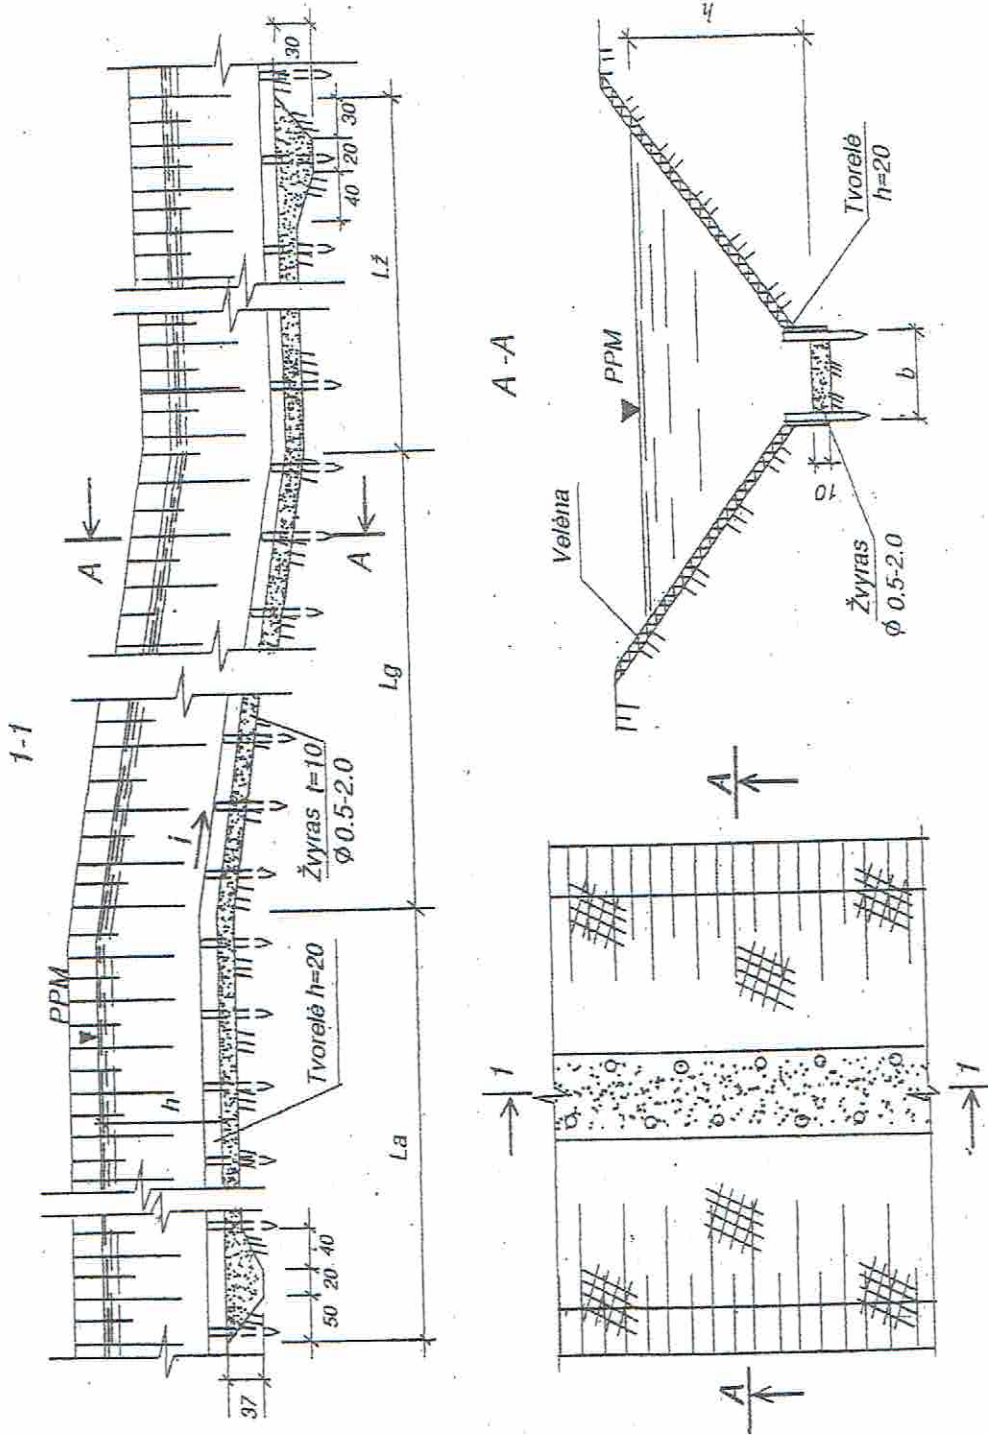 1-1
PPM
h
i
A
A
30
30
20
40
Lž
Lg
La
Žvyras t=10
Ø 0.5-2.0
Tvorelė h=20
40
20
50
37
A-A
Velėna
PPM
h
Tvorelė
h=20
b
10
Žvyras
Ø 0.5-2.0
A
A
1
1